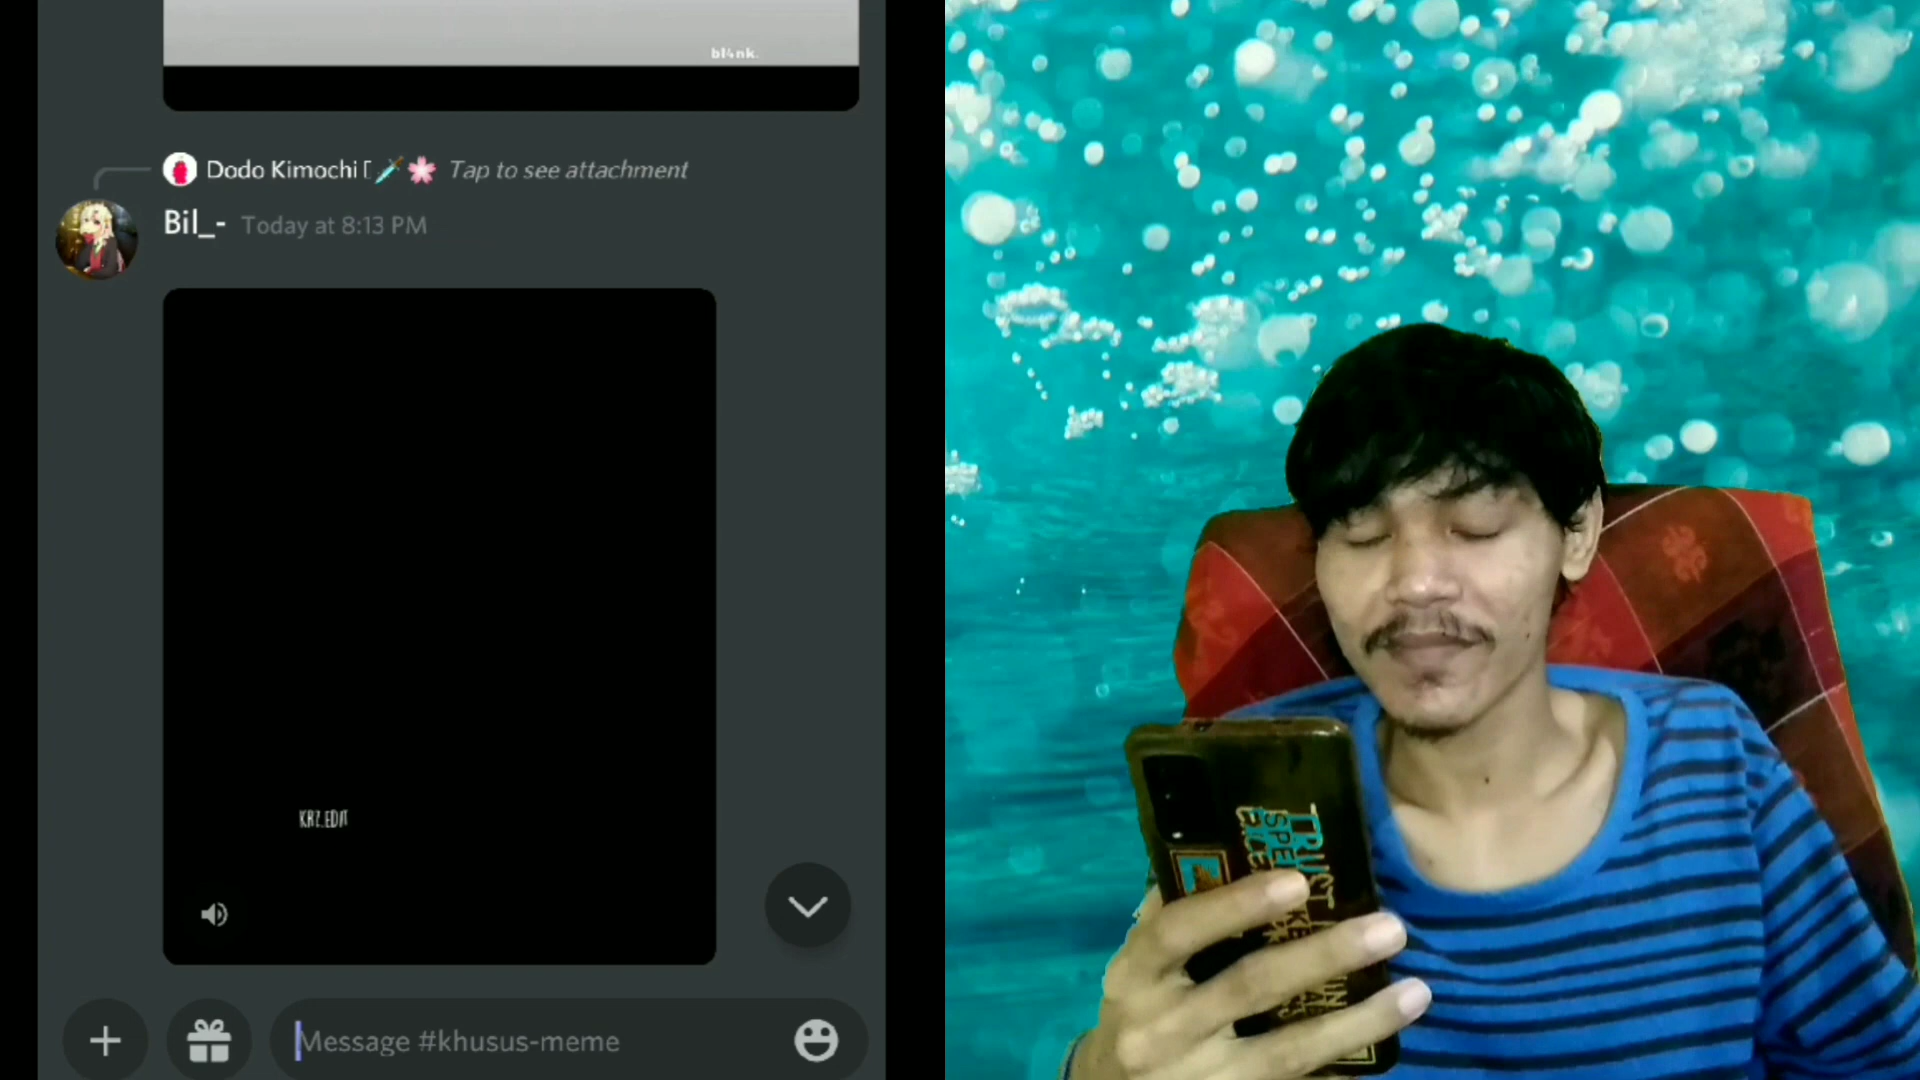 bl4nk.
Dodo Kimochi [ Tap to see attachment
Bil_- Today at 8:13 PM
KRZ.EDIT
Message #khusus-meme
TRUST
SPE